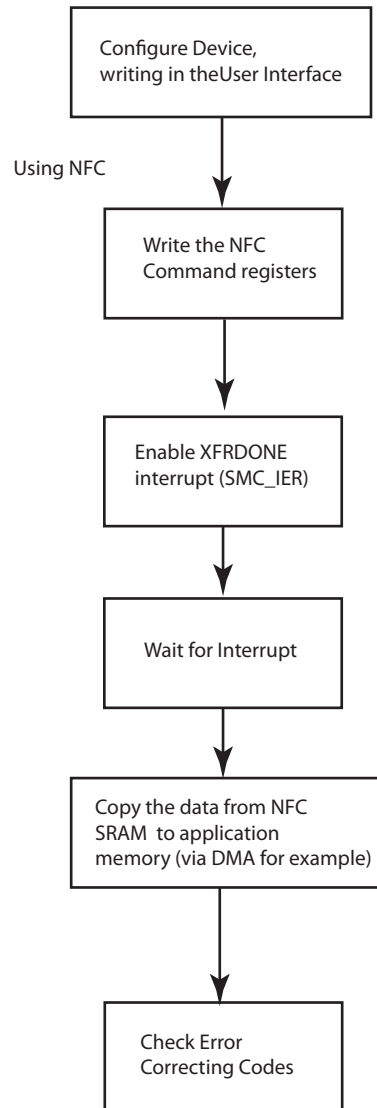 Configure Device,
writing in theUser Interface
Using NFC
Write the NFC
Command registers
Enable XFRDONE
interrupt (SMC_IER)
Wait for Interrupt
Copy the data from NFC
SRAM to application
memory (via DMA for example)
Check Error
Correcting Codes